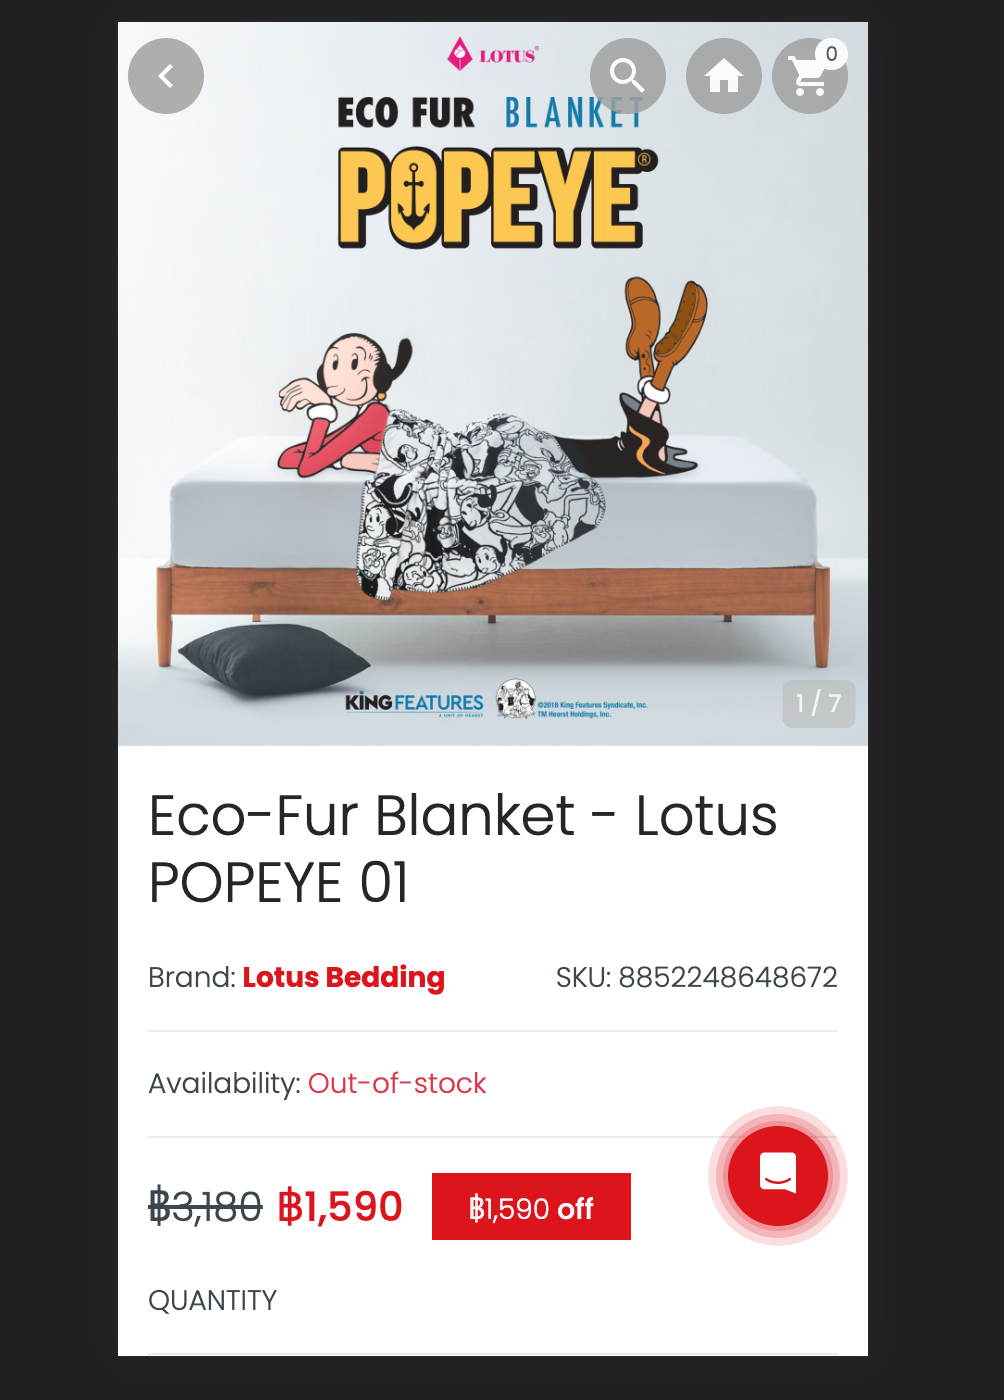 LOTUS®
0
ECO FUR BLANKET
POPEYE®
KING FEATURES
A UNIT OF HEARST
©2018 King Features Syndicate, Inc.
TM Hearst Holdings, Inc.
1 / 7
Eco-Fur Blanket - Lotus
POPEYE 01
Brand: Lotus Bedding
SKU: 8852248648672
Availability: Out-of-stock
฿3,180 ฿1,590 ฿1,590 off
QUANTITY